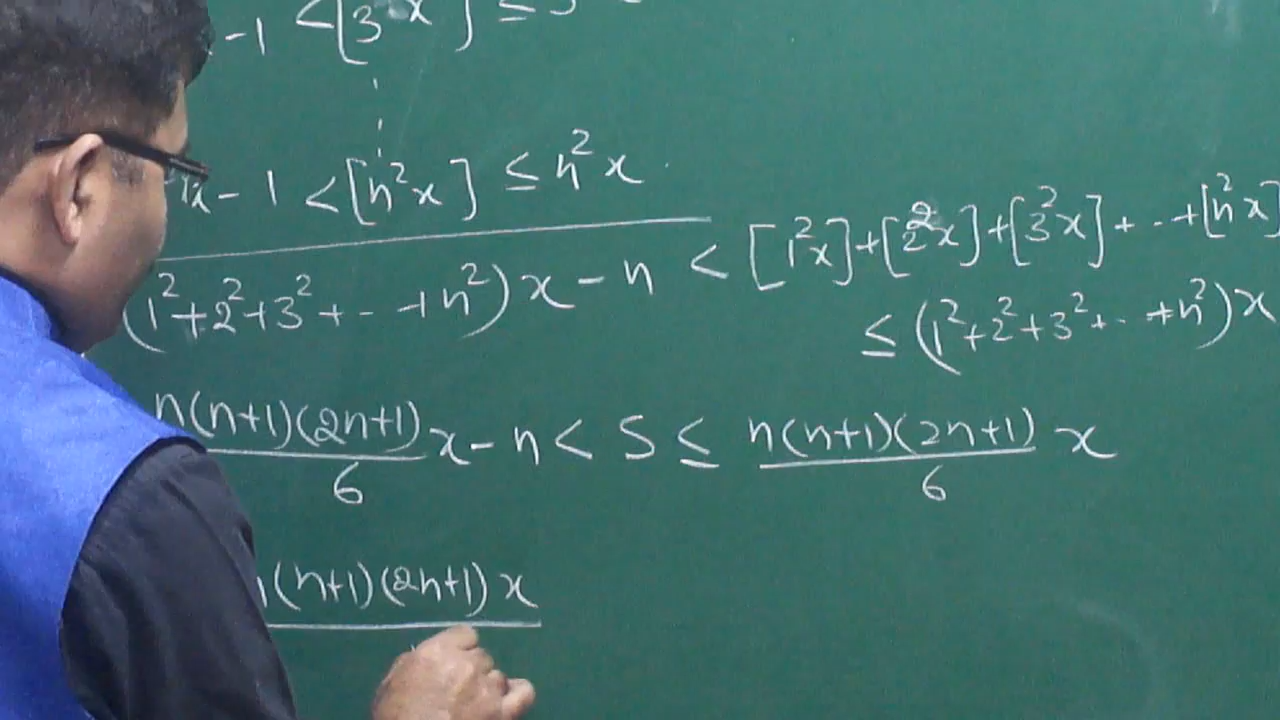 -1 < [3²x] ≤ 3
x - 1 < [n²x] ≤ n²x
(1²+2²+3²+--+n²)x - n < [1²x]+[2²x]+[3²x]+--+[n²x]
≤ (1²+2²+3²+--+n²)x
n(n+1)(2n+1)/6 x - n < S ≤ n(n+1)(2n+1)/6 x
n(n+1)(2n+1)x